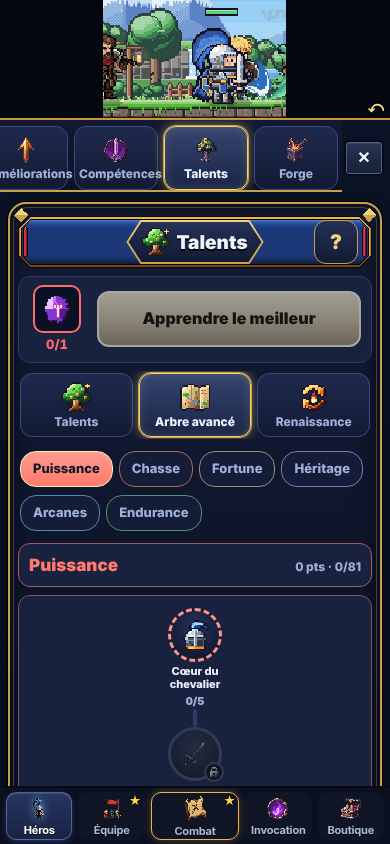 méliorations
Compétences
Talents
Forge
×
Talents
?
0/1
Apprendre le meilleur
Talents
Arbre avancé
Renaissance
Puissance
Chasse
Fortune
Héritage
Arcanes
Endurance
Puissance
0 pts · 0/81
Cœur du
chevalier
0/5
Héros
Équipe
Combat
Invocation
Boutique